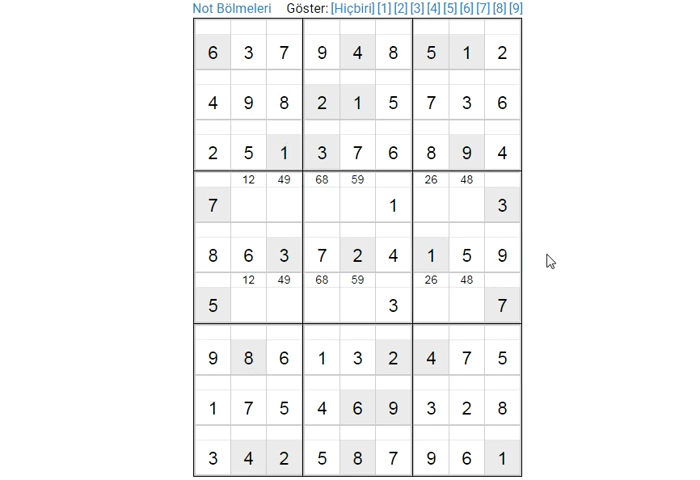 Not Bölmeleri Göster: [Hiçbiri] [1] [2] [3] [4] [5] [6] [7] [8] [9]
6 3 7 9 4 8 5 1 2
4 9 8 2 1 5 7 3 6
2 5 1 3 7 6 8 9 4
12 49 68 59 26 48
7 1 3
8 6 3 7 2 4 1 5 9
12 49 68 59 26 48
5 3 7
9 8 6 1 3 2 4 7 5
1 7 5 4 6 9 3 2 8
3 4 2 5 8 7 9 6 1